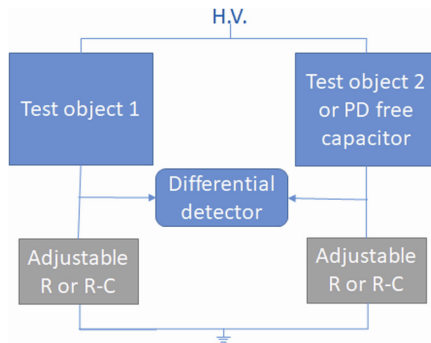 H.V.
Test object 1
Test object 2
or PD free
capacitor
Differential
detector
Adjustable
R or R-C
Adjustable
R or R-C